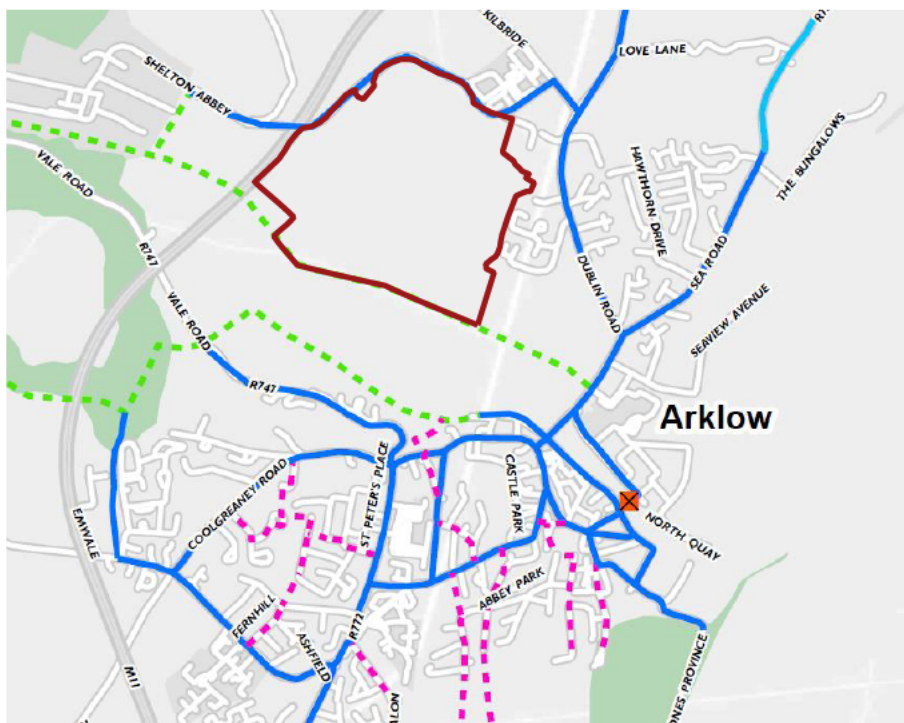 KILBRIDE
LOVE LANE
SHELTON ABBEY
THE BUNGALOWS
VALE ROAD
HAWTHORN DRIVE
R747
SEA ROAD
DUBLIN ROAD
VALE ROAD
SEAVIEW AVENUE
R747
Arklow
ST PETER'S PLACE
CASTLE PARK
COOLGREANEY ROAD
EMYVALE
NORTH QUAY
ABBEY PARK
FERNHILL
R772
ASHFIELD
M11